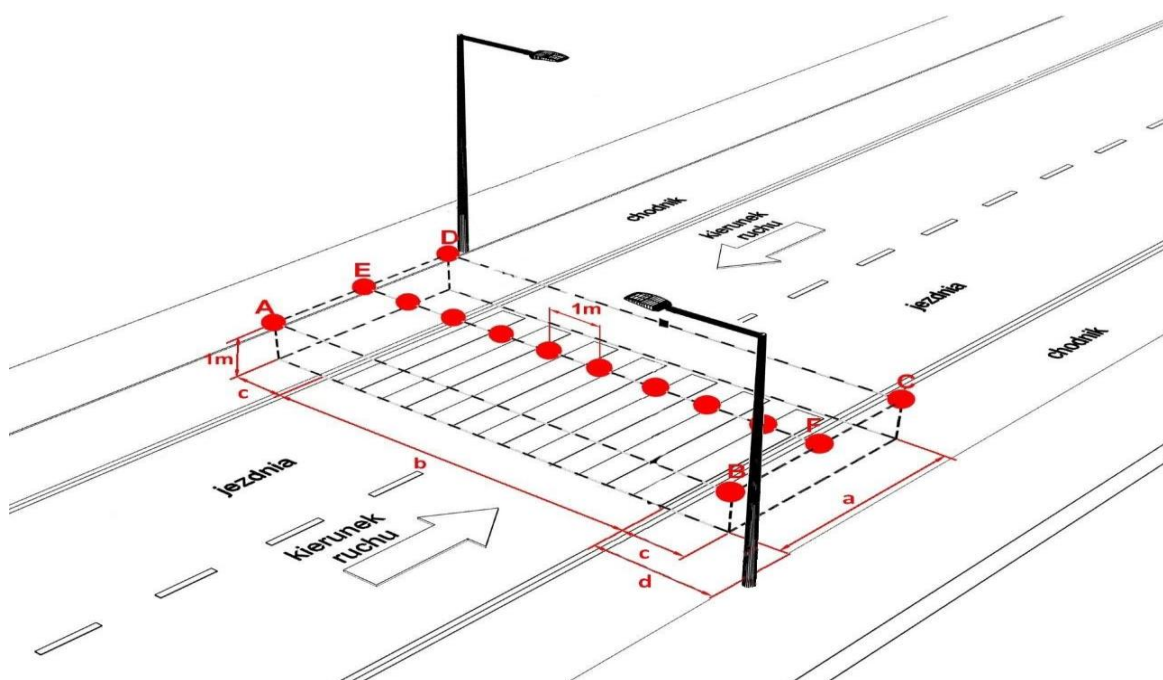 chodnik
kierunek
ruchu
D
E
A
1m
1m
jezdnia
chodnik
c
C
b
F
B
a
jezdnia
kierunek
ruchu
c
d